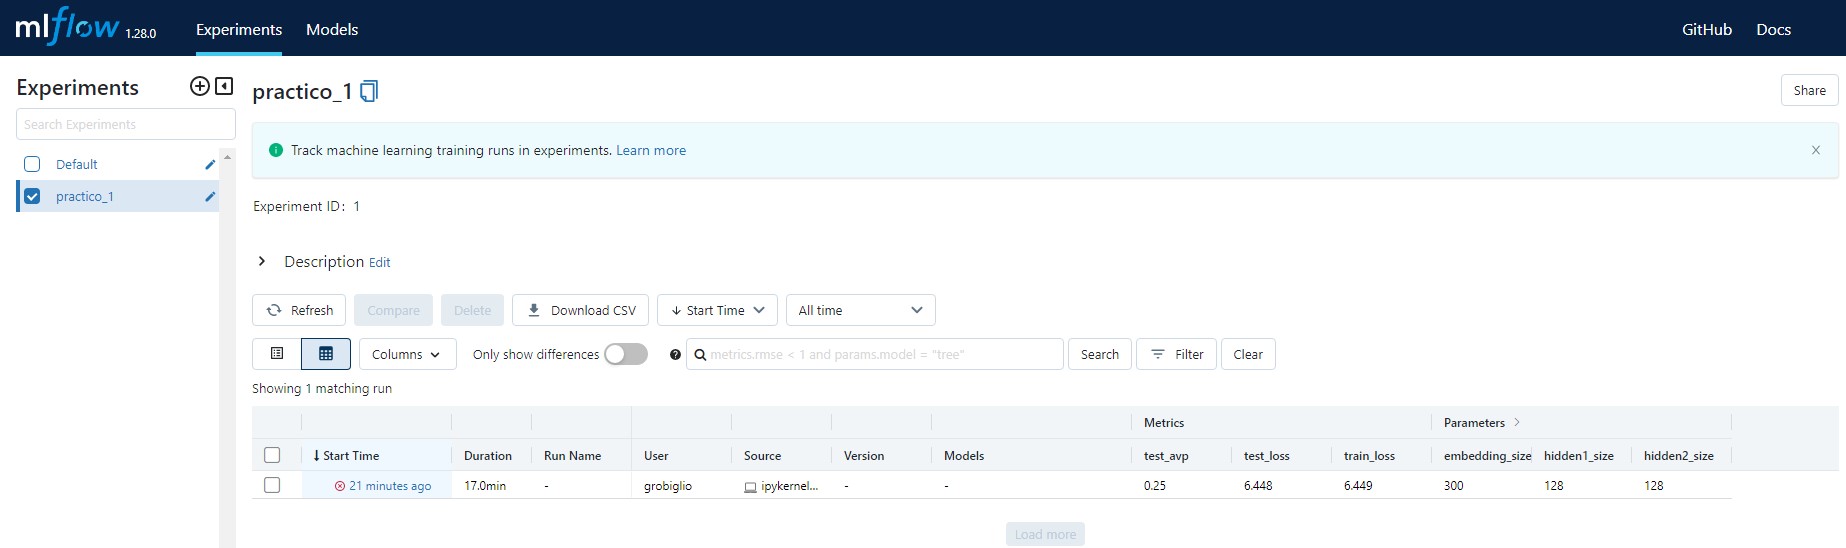 mlflow 1.28.0 Experiments Models GitHub Docs
Experiments
Search Experiments
Default
practico_1
practico_1
Share
Track machine learning training runs in experiments. Learn more
Experiment ID: 1
Description Edit
Refresh Compare Delete Download CSV Start Time All time
Columns Only show differences metrics.rmse < 1 and params.model = "tree" Search Filter Clear
Showing 1 matching run
Metrics Parameters
Start Time Duration Run Name User Source Version Models test_avp test_loss train_loss embedding_size hidden1_size hidden2_size
21 minutes ago 17.0min - grobiglio ipykernel... - - 0.25 6.448 6.449 300 128 128
Load more